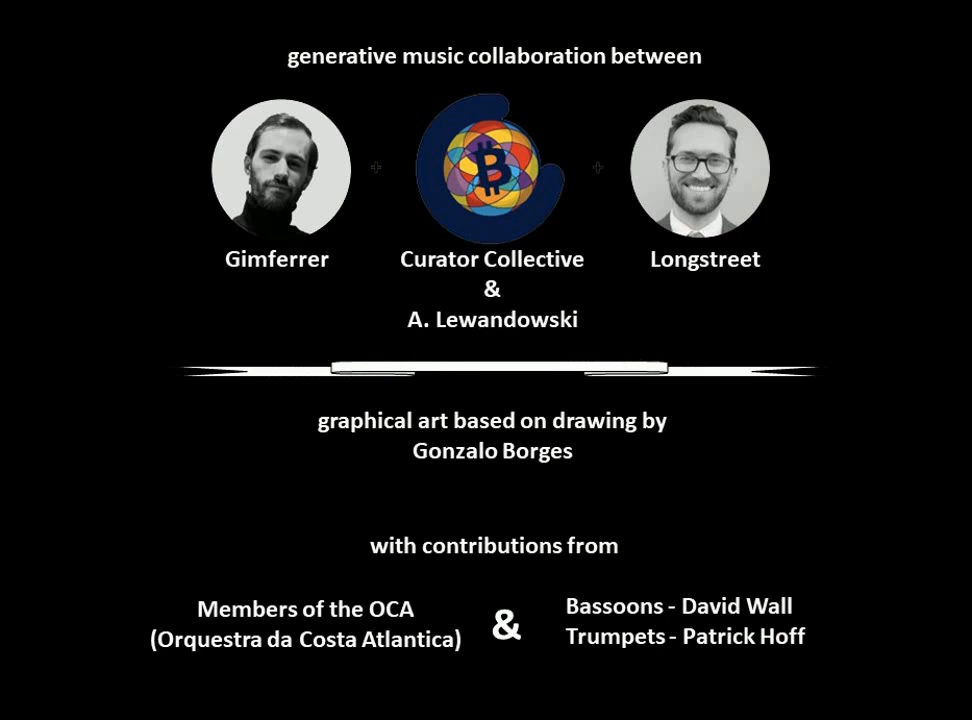 generative music collaboration between
Gimferrer
Curator Collective
&
A. Lewandowski
Longstreet
graphical art based on drawing by
Gonzalo Borges
with contributions from
Members of the OCA
(Orquestra da Costa Atlantica)
&
Bassoons - David Wall
Trumpets - Patrick Hoff